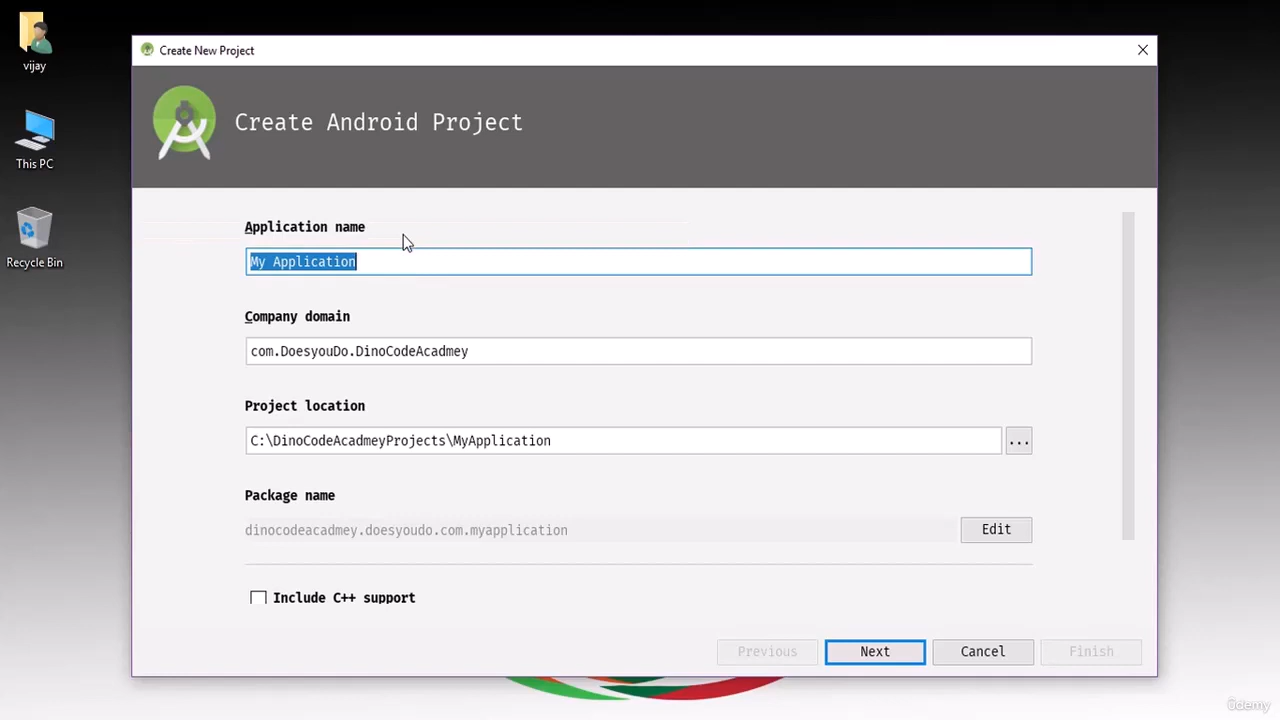 vijay
This PC
Recycle Bin
Create New Project
Create Android Project
Application name
My Application
Company domain
com.DoesyouDo.DinoCodeAcadmey
Project location
C:\DinoCodeAcadmeyProjects\MyApplication
...
Package name
dinocodeacadmey.doesyoudo.com.myapplication
Edit
Include C++ support
Previous
Next
Cancel
Finish
ûdemy